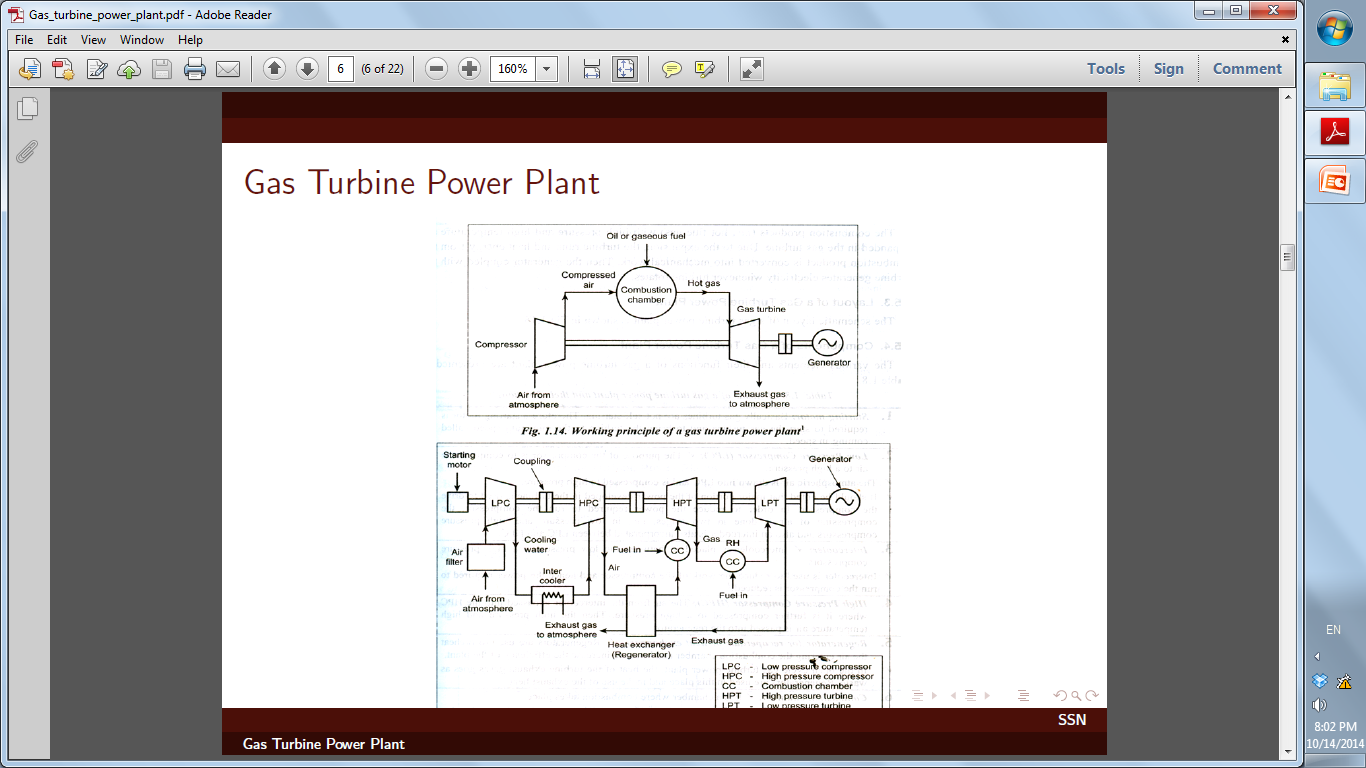 Gas_turbine_power_plant.pdf - Adobe Reader
File Edit View Window Help
6 (6 of 22) 160% Tools Sign Comment
Gas Turbine Power Plant
Oil or gaseous fuel
Compressed
air
Combustion
chamber
Hot gas
Gas turbine
Compressor
Generator
Air from
atmosphere
Exhaust gas
to atmosphere
Fig. 1.14. Working principle of a gas turbine power plant1
Starting
motor
Coupling
Generator
LPC
HPC
HPT
LPT
Air
filter
Cooling
water
Fuel in
CC
Gas
RH
CC
Inter
cooler
Air
Fuel in
Air from
atmosphere
Exhaust gas
to atmosphere
Heat exchanger
(Regenerator)
Exhaust gas
LPC - Low pressure compressor
HPC - High pressure compressor
CC - Combustion chamber
HPT - High pressure turbine
LPT - Low pressure turbine
SSN
Gas Turbine Power Plant
EN
8:02 PM
10/14/2014